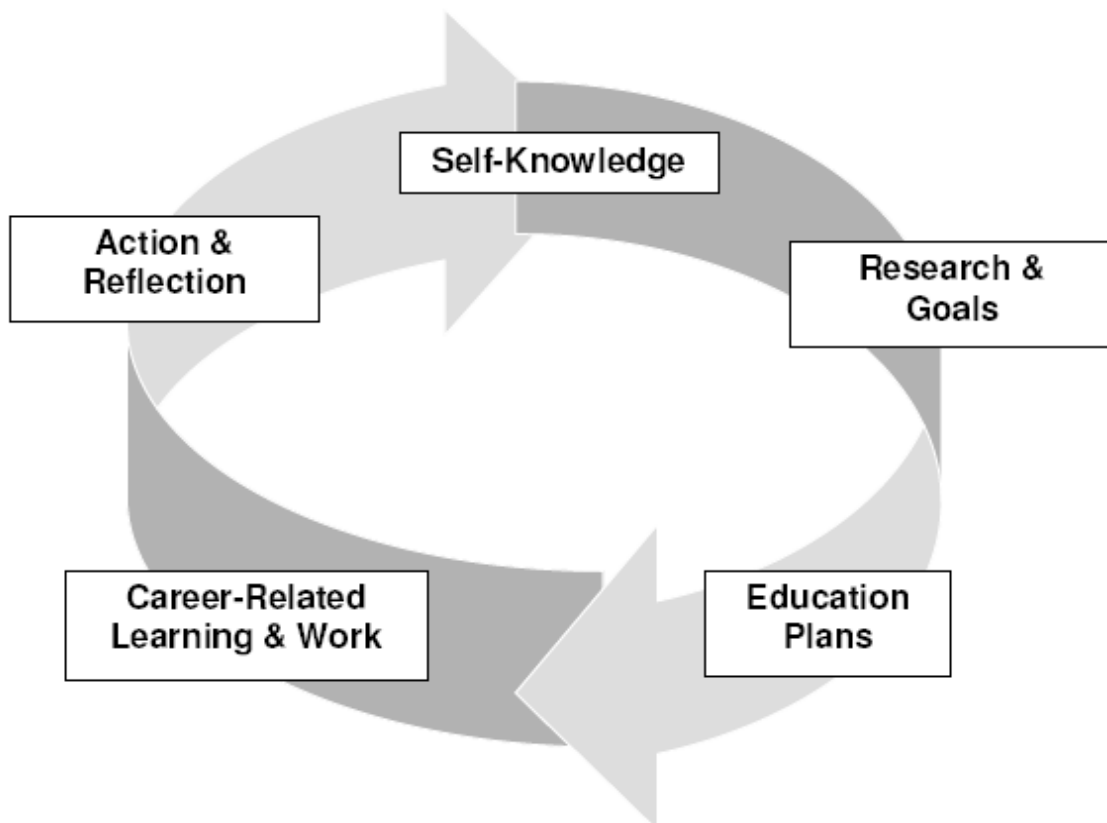 Self-Knowledge
Action &
Reflection
Research &
Goals
Career-Related
Learning & Work
Education
Plans